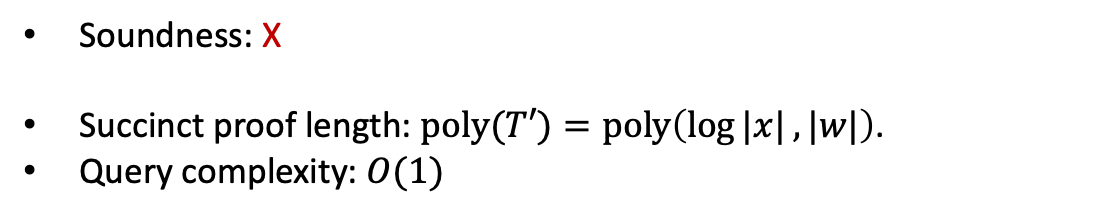 • Soundness: X
• Succinct proof length: poly(T′) = poly(log |x| , |w|).
• Query complexity: O(1)